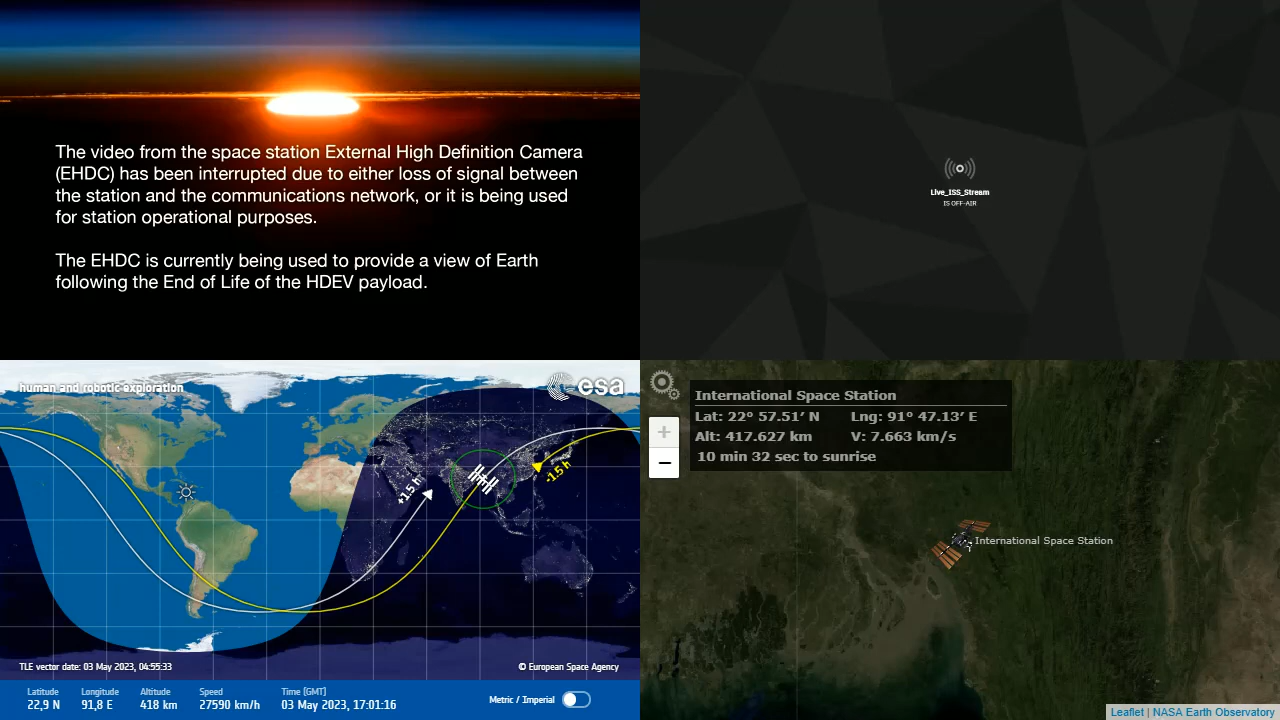 The video from the space station External High Definition Camera
(EHDC) has been interrupted due to either loss of signal between
the station and the communications network, or it is being used
for station operational purposes.
The EHDC is currently being used to provide a view of Earth
following the End of Life of the HDEV payload.
Live_ISS_Stream
IS OFF-AIR
human and robotic exploration
esa
+1.5 h
-1.5 h
TLE vector date: 03 May 2023, 04:55:33
© European Space Agency
Latitude Longitude Altitude Speed Time (GMT)
22,9 N 91,8 E 418 km 27590 km/h 03 May 2023, 17:01:16
Metric / Imperial
International Space Station
Lat: 22° 57.51′ N Lng: 91° 47.13′ E
Alt: 417.627 km V: 7.663 km/s
10 min 32 sec to sunrise
+
−
International Space Station
Leaflet | NASA Earth Observatory